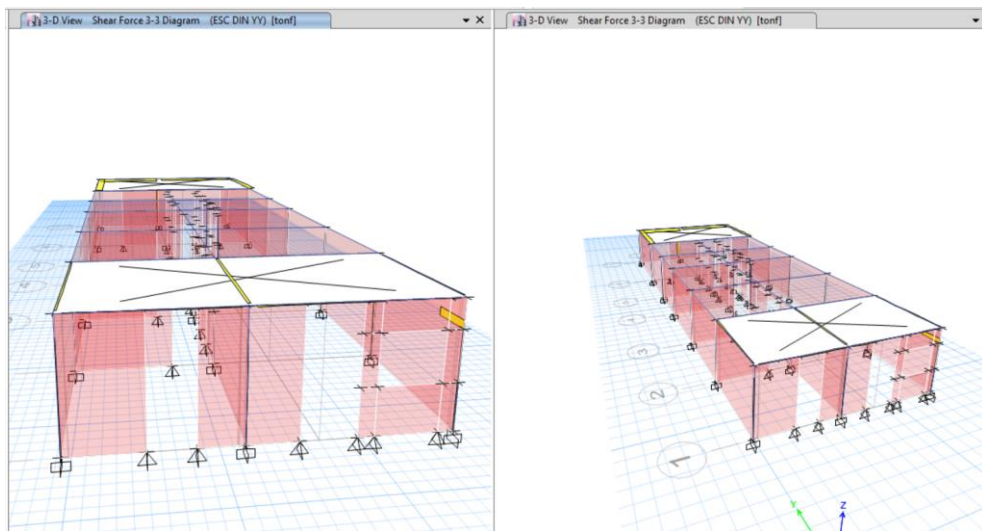 3-D View Shear Force 3-3 Diagram (ESC DIN YY) [tonf]
3-D View Shear Force 3-3 Diagram (ESC DIN YY) [tonf]
3
2
1
Y
Z